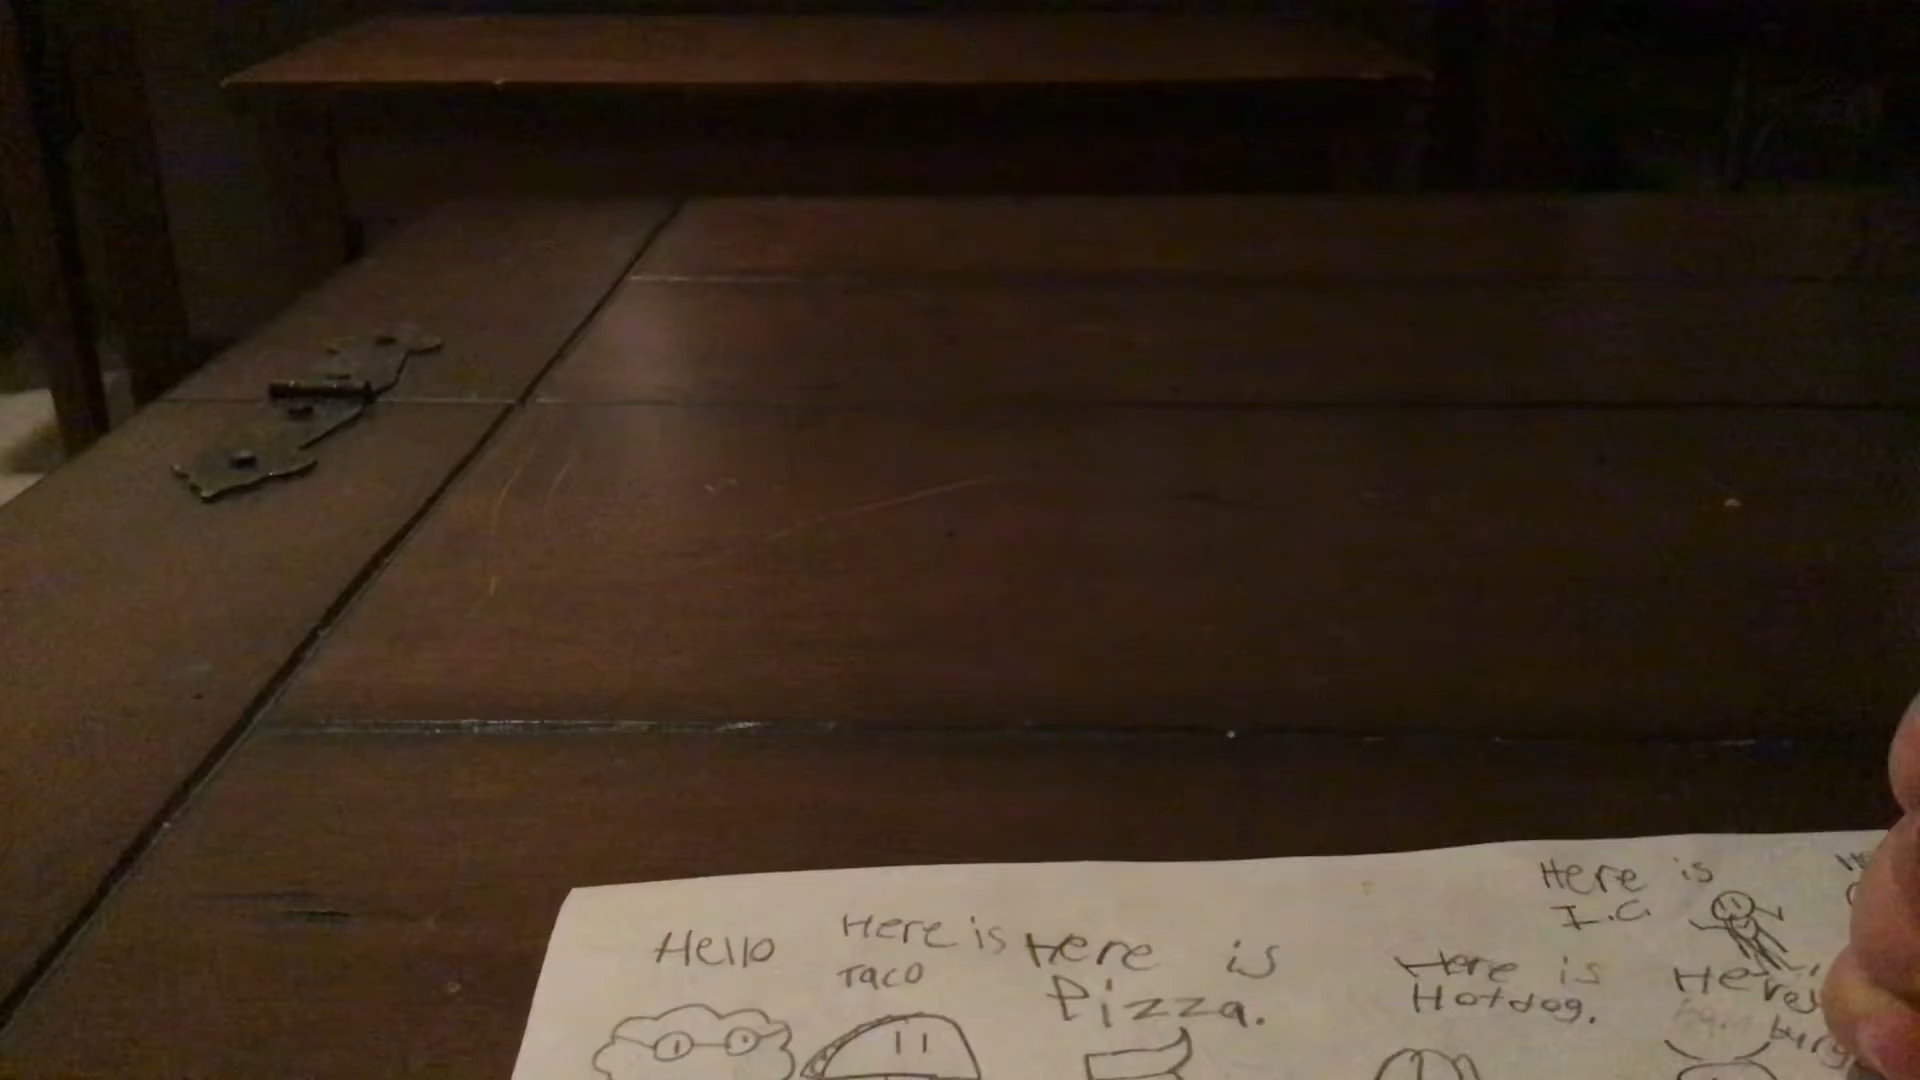 Hello
Here is
Taco
Here is
Pizza.
Here is
Hotdog.
Here is
I.C.